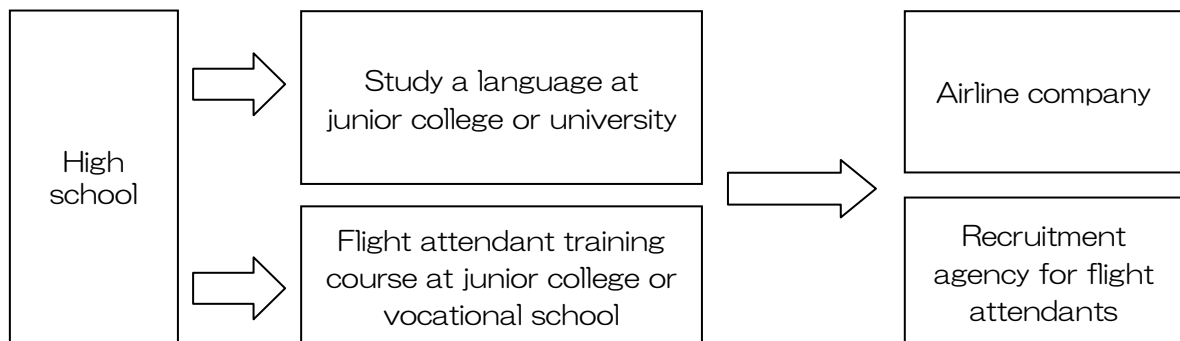 High
school
Study a language at
junior college or university
Flight attendant training
course at junior college or
vocational school
Airline company
Recruitment
agency for flight
attendants